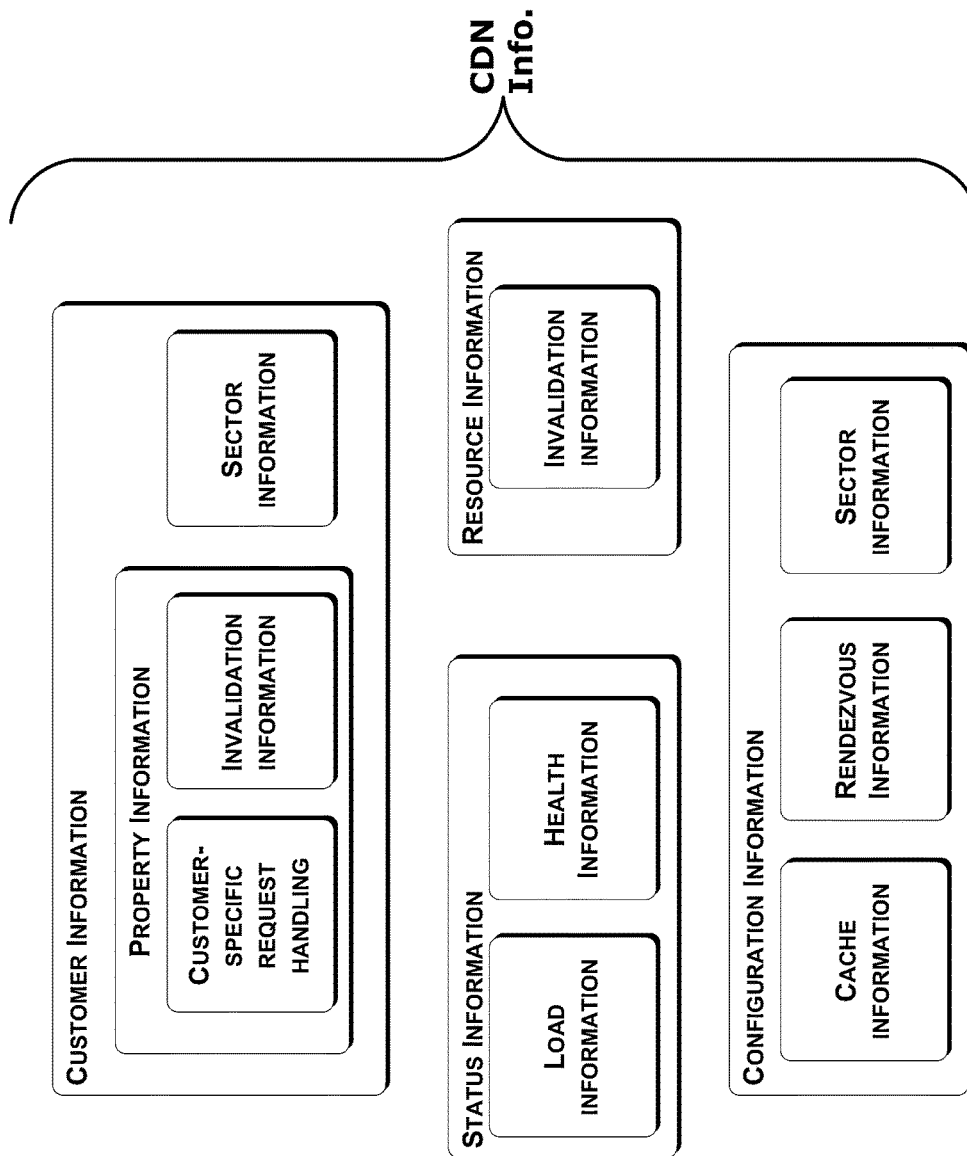 CUSTOMER INFORMATION
PROPERTY INFORMATION
CUSTOMER-
SPECIFIC
REQUEST
HANDLING
INVALIDATION
INFORMATION
SECTOR
INFORMATION
STATUS INFORMATION
LOAD
INFORMATION
HEALTH
INFORMATION
RESOURCE INFORMATION
INVALIDATION
INFORMATION
CONFIGURATION INFORMATION
CACHE
INFORMATION
RENDEZVOUS
INFORMATION
SECTOR
INFORMATION
CDN
Info.